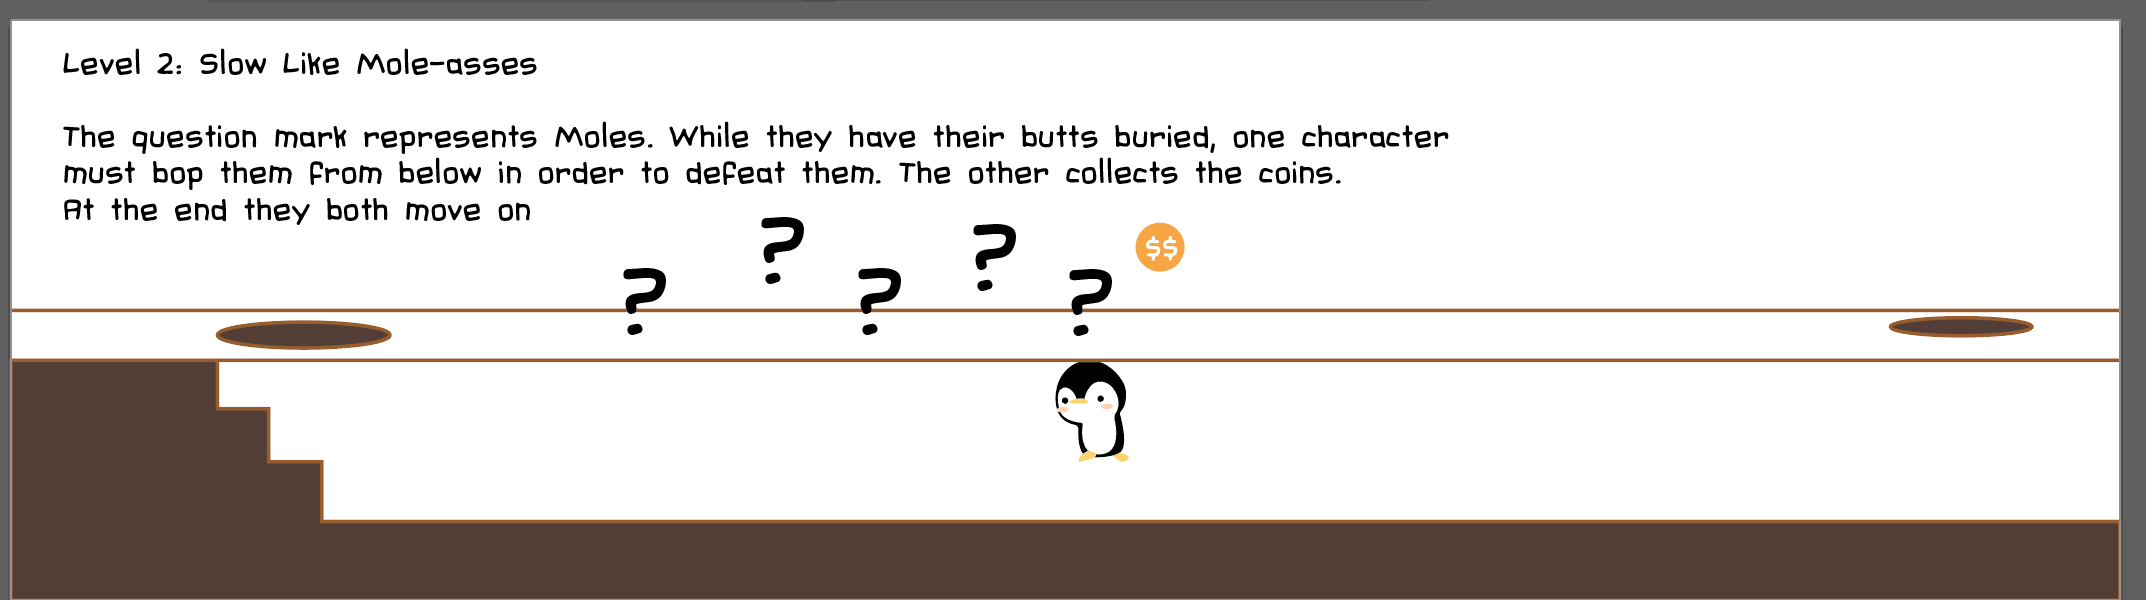 Level 2: Slow Like Mole-asses
The question mark represents Moles. While they have their butts buried, one character
must bop them from below in order to defeat them. The other collects the coins.
At the end they both move on
? ?
? ? ?
$$